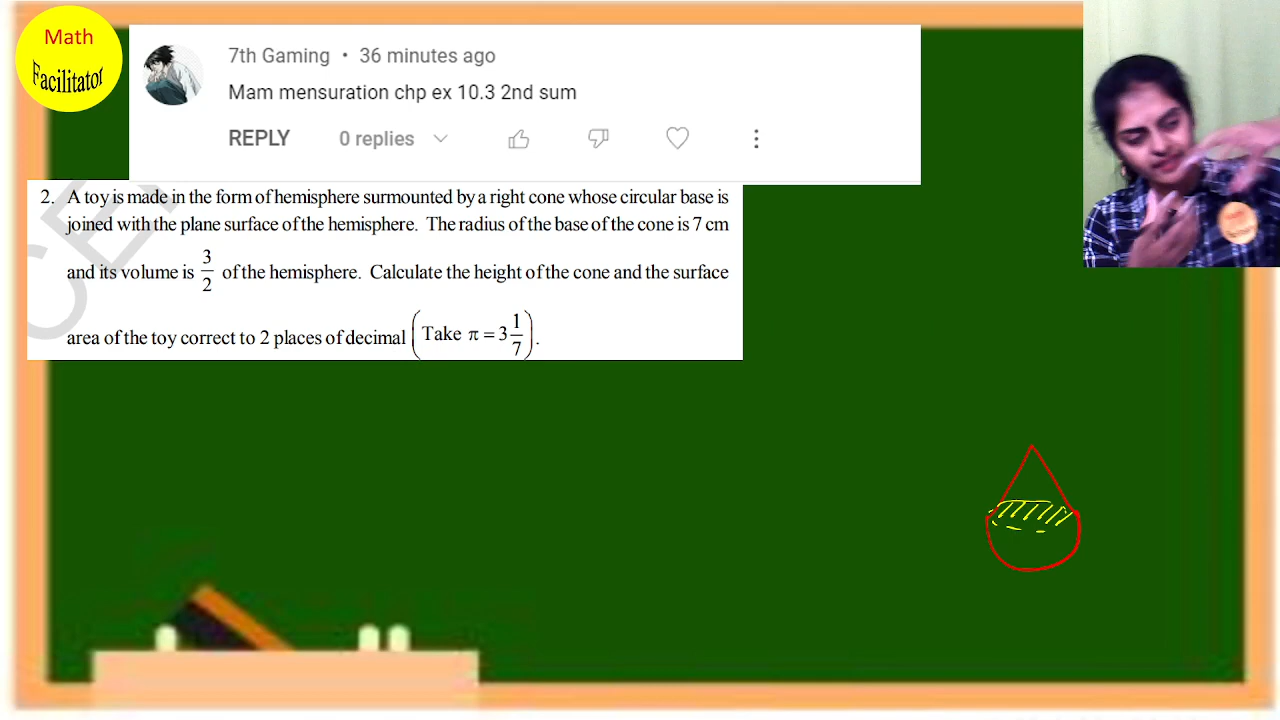 Math
Facilitator
7th Gaming • 36 minutes ago
Mam mensuration chp ex 10.3 2nd sum
REPLY 0 replies
2. A toy is made in the form of hemisphere surmounted by a right cone whose circular base is
joined with the plane surface of the hemisphere. The radius of the base of the cone is 7 cm
and its volume is 3/2 of the hemisphere. Calculate the height of the cone and the surface
area of the toy correct to 2 places of decimal (Take π = 3 1/7).